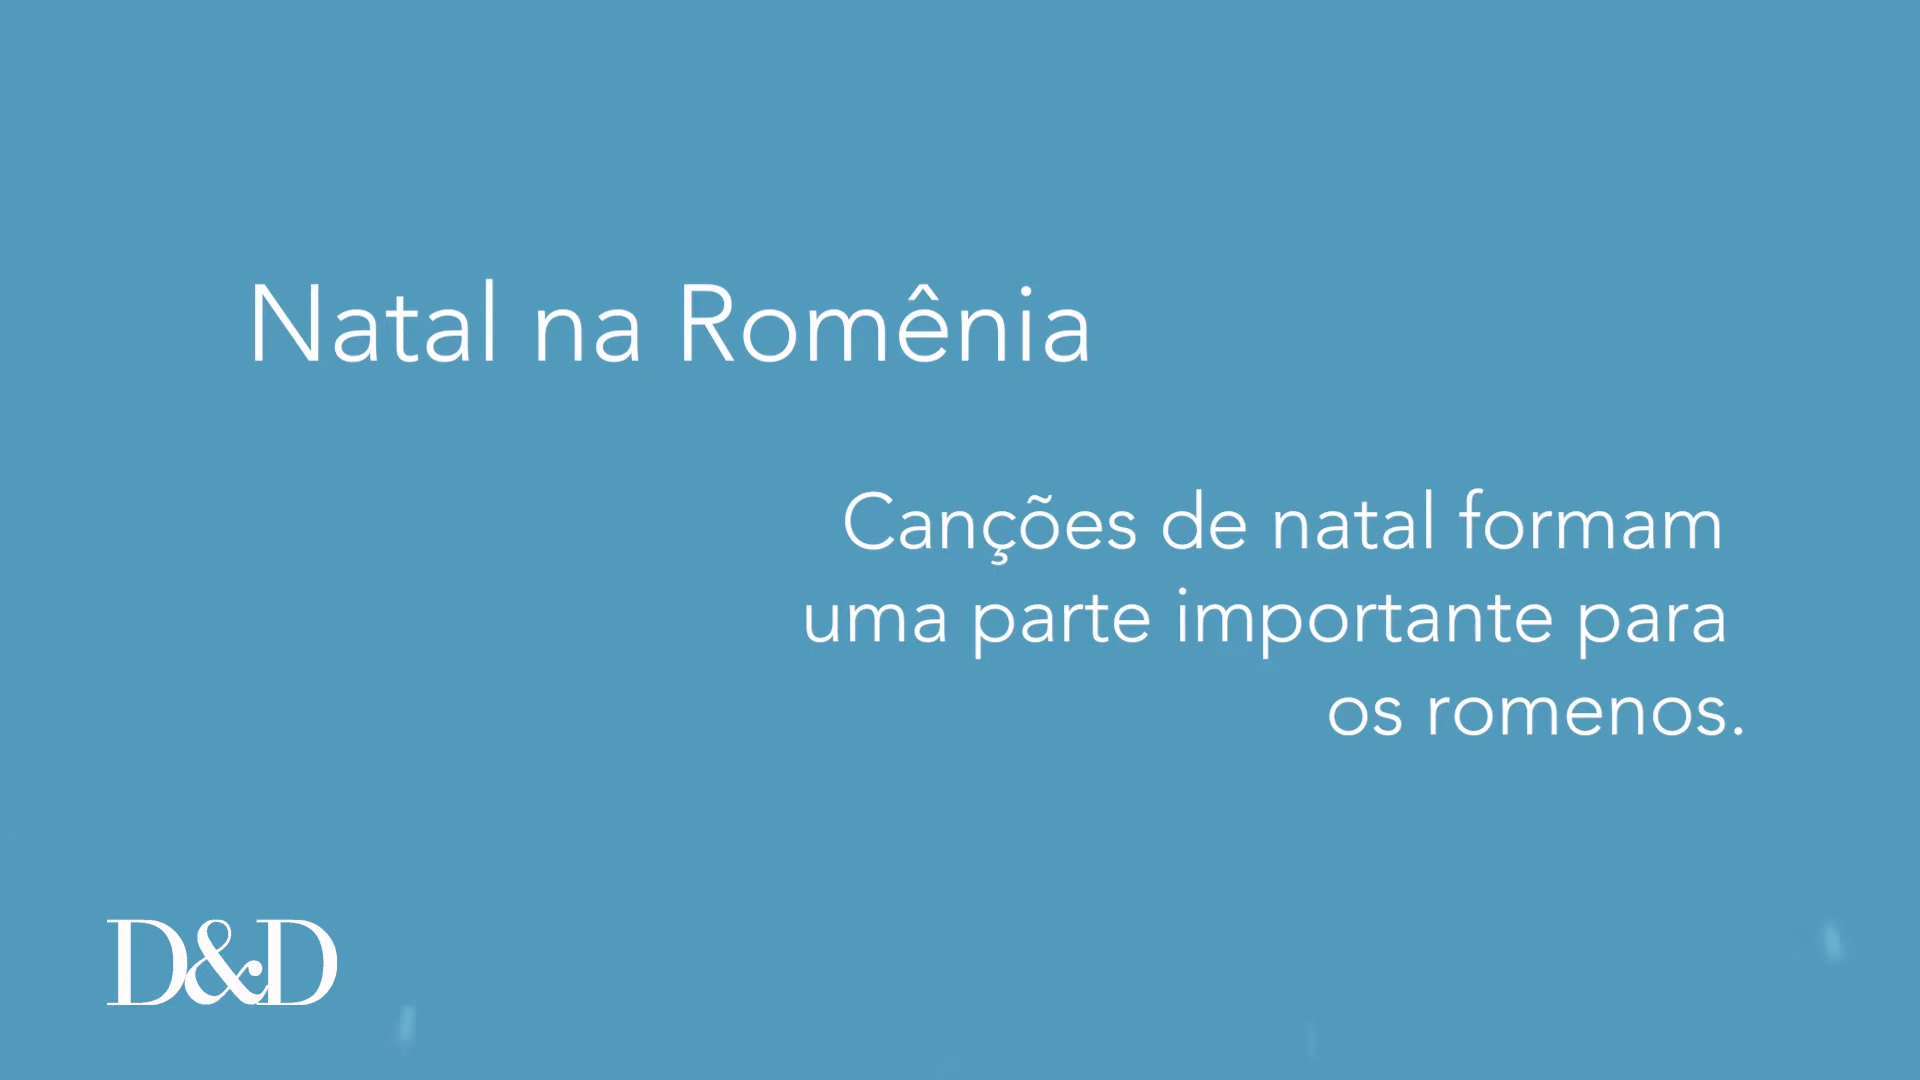 Natal na Romênia
Canções de natal formam
uma parte importante para
os romenos.
D&D